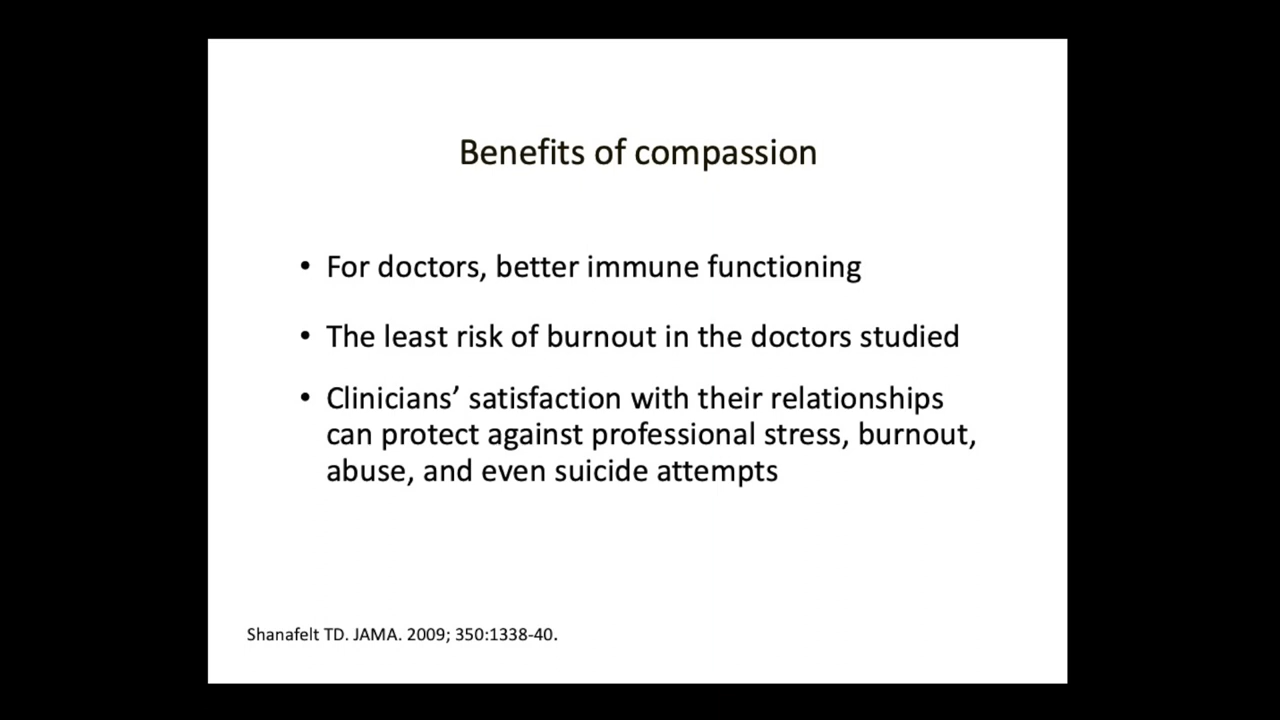 Benefits of compassion
• For doctors, better immune functioning
• The least risk of burnout in the doctors studied
• Clinicians’ satisfaction with their relationships
can protect against professional stress, burnout,
abuse, and even suicide attempts
Shanafelt TD. JAMA. 2009; 350:1338-40.